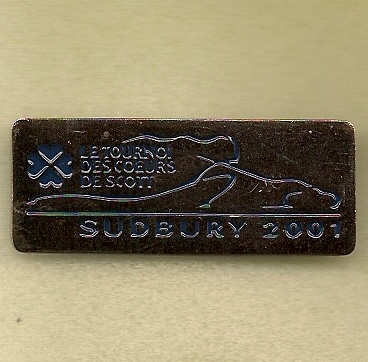 LE TOURNOI
DES COEURS
DE SCOTT
SUDBURY 2001